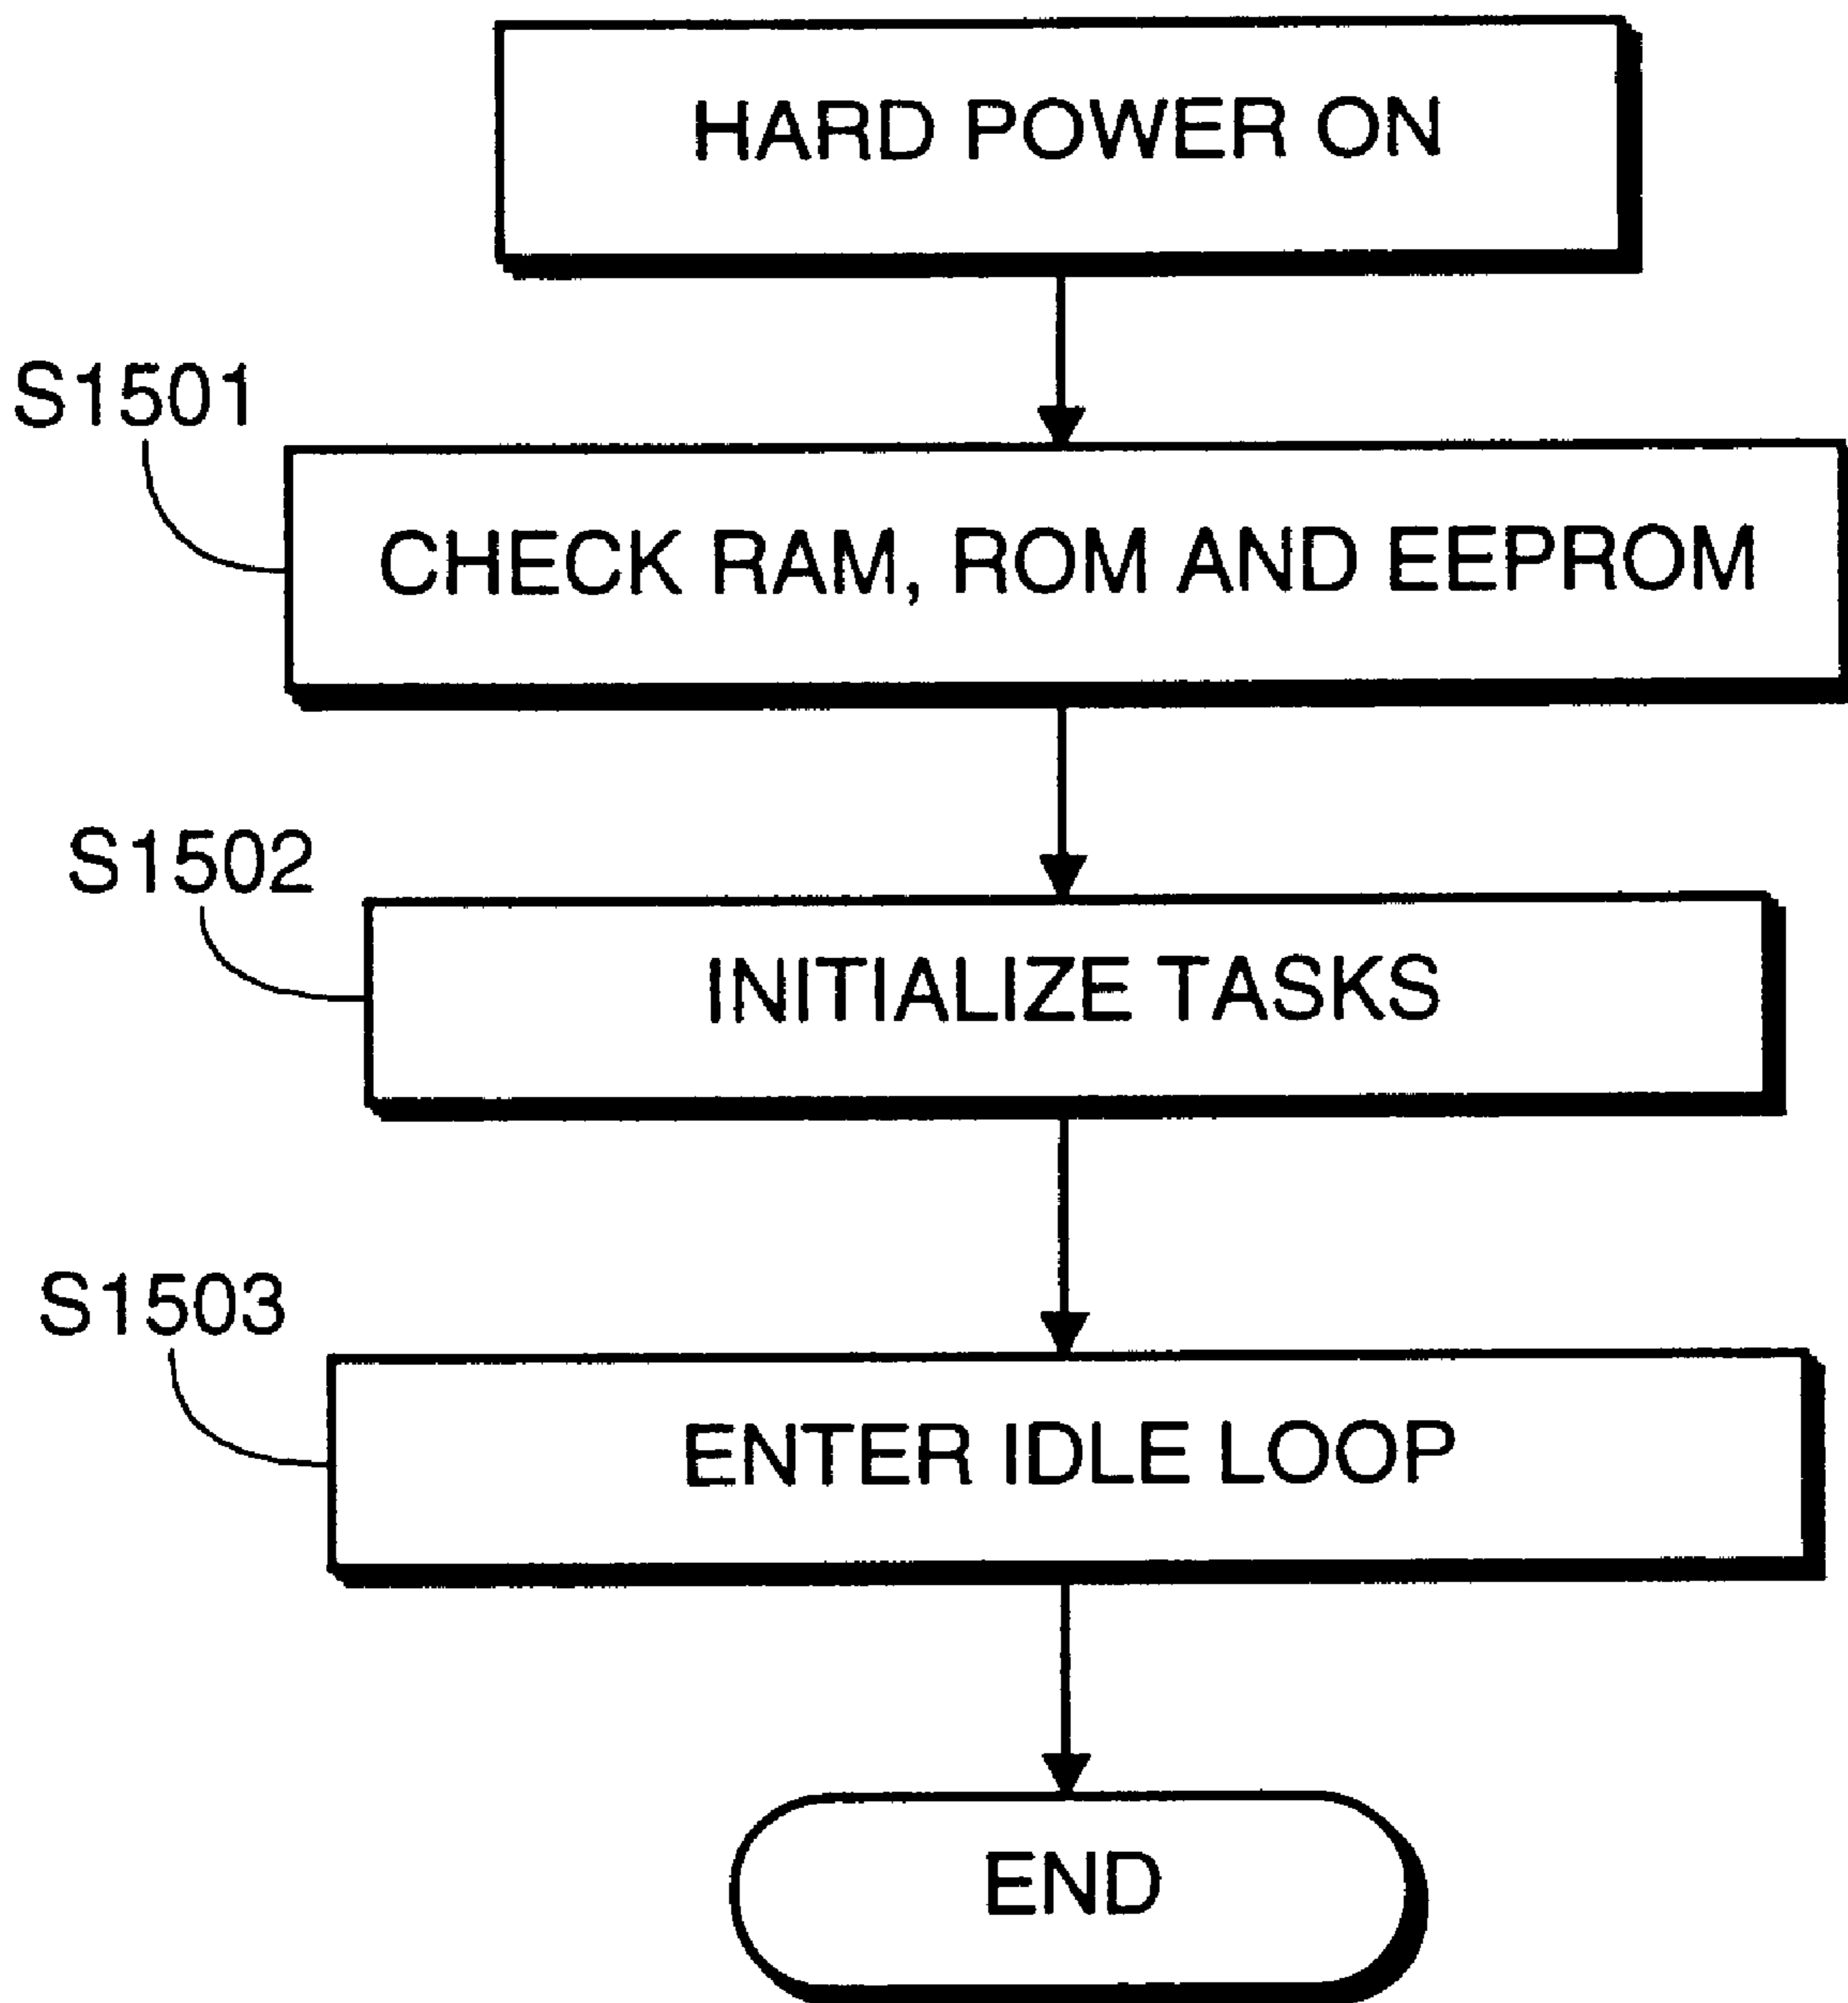 HARD POWER ON
S1501
CHECK RAM, ROM AND EEPROM
S1502
INITIALIZE TASKS
S1503
ENTER IDLE LOOP
END